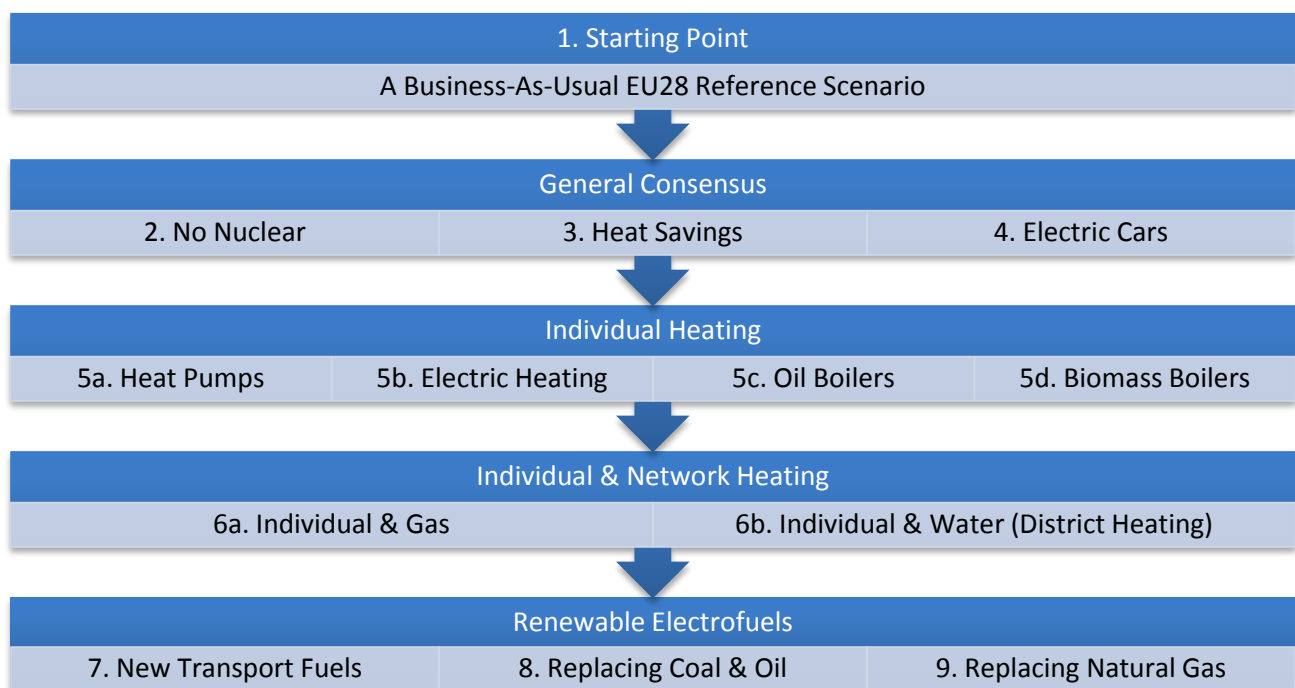 1. Starting Point
A Business-As-Usual EU28 Reference Scenario
General Consensus
2. No Nuclear
3. Heat Savings
4. Electric Cars
Individual Heating
5a. Heat Pumps
5b. Electric Heating
5c. Oil Boilers
5d. Biomass Boilers
Individual & Network Heating
6a. Individual & Gas
6b. Individual & Water (District Heating)
Renewable Electrofuels
7. New Transport Fuels
8. Replacing Coal & Oil
9. Replacing Natural Gas